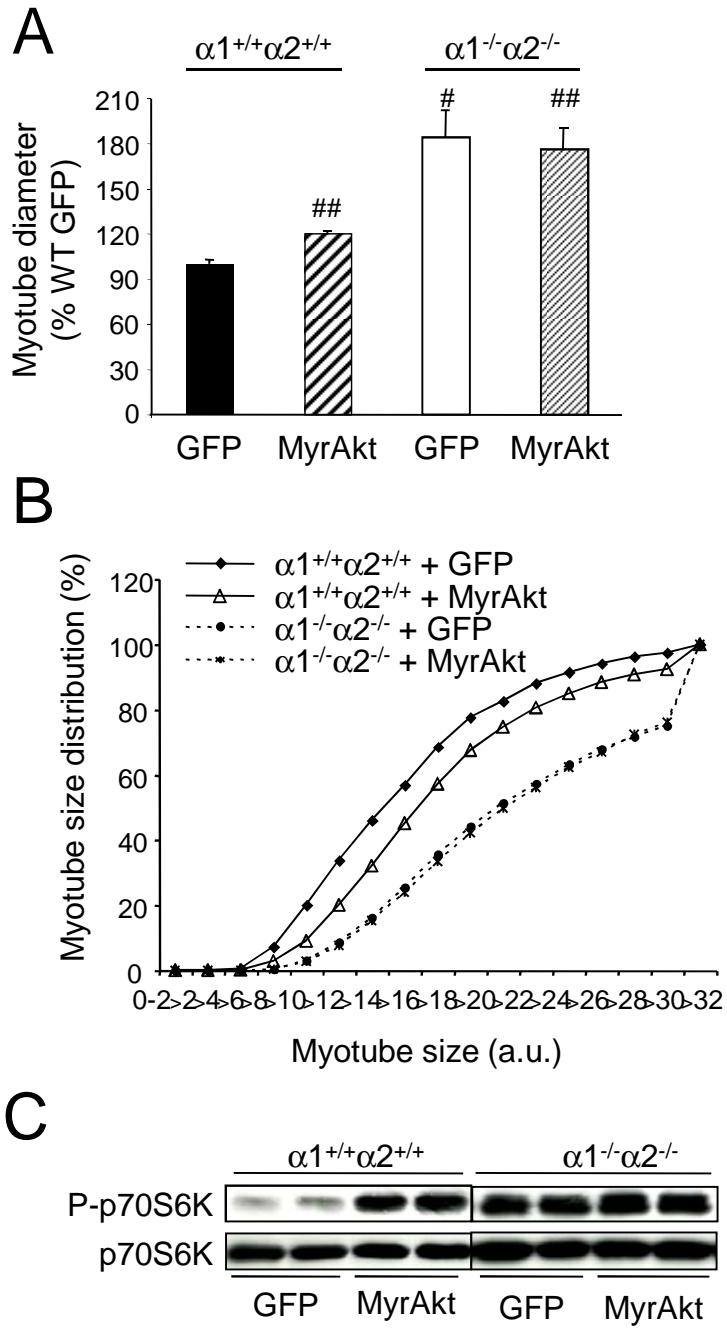 A
α1+/+α2+/+ α1-/-α2-/-
Myotube diameter
(% WT GFP)
210
180
150
120
90
60
30
0
##
#
##
GFP MyrAkt GFP MyrAkt
B
α1+/+α2+/+ + GFP
α1+/+α2+/+ + MyrAkt
α1-/-α2-/- + GFP
α1-/-α2-/- + MyrAkt
Myotube size distribution (%)
120
100
80
60
40
20
0
0-2 >2 >4 >6 >8 >10 >12 >14 >16 >18 >20 >22 >24 >26 >28 >30 >32
Myotube size (a.u.)
C
α1+/+α2+/+ α1-/-α2-/-
P-p70S6K
p70S6K
GFP MyrAkt GFP MyrAkt